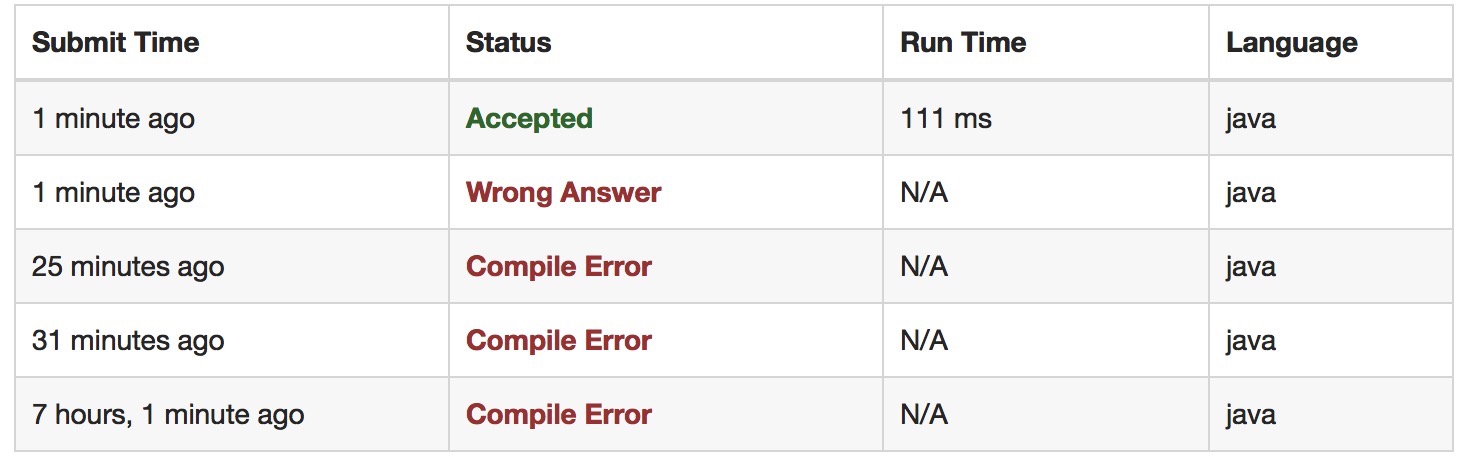 Submit Time Status Run Time Language
1 minute ago Accepted 111 ms java
1 minute ago Wrong Answer N/A java
25 minutes ago Compile Error N/A java
31 minutes ago Compile Error N/A java
7 hours, 1 minute ago Compile Error N/A java